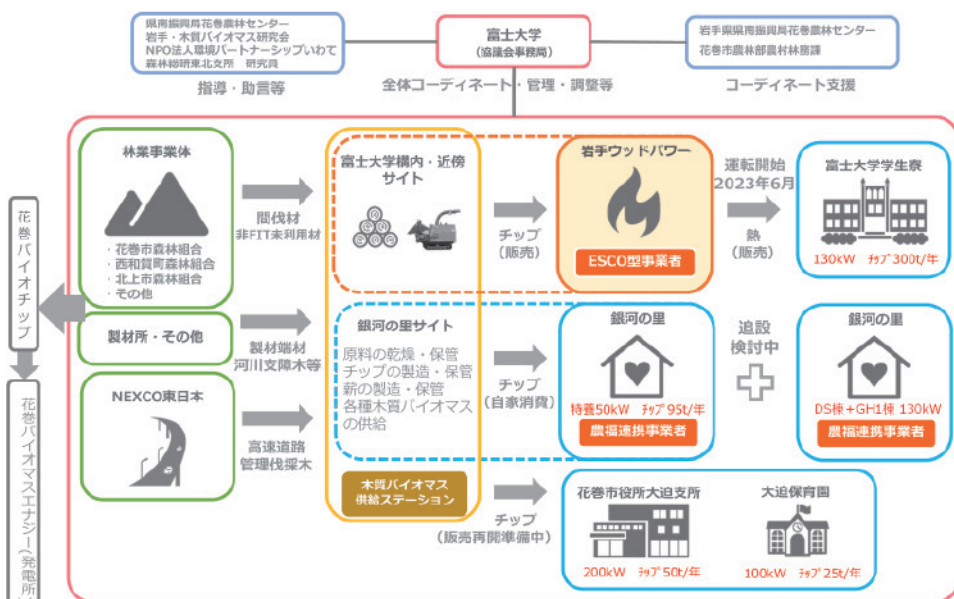 県南振興局花巻農林センター
岩手・木質バイオマス研究会
NPO法人環境パートナーシップいわて
森林総研東北支所 研究員
指導・助言等
富士大学
(協議会事務局)
全体コーディネート・管理・調整等
岩手県県南振興局花巻農林センター
花巻市農林部農村林務課
コーディネート支援
花巻バイオチップ
花巻バイオマスエナジー(発電所)
林業事業体
・花巻市森林組合
・西和賀町森林組合
・北上市森林組合
・その他
製材所・その他
NEXCO東日本
間伐材
非FIT未利用材
製材端材
河川支障木等
高速道路
管理伐採木
富士大学構内・近傍
サイト
銀河の里サイト
原料の乾燥・保管
チップの製造・保管
薪の製造・保管
各種木質バイオマス
の供給
木質バイオマス
供給ステーション
チップ
(販売)
岩手ウッドパワー
ESCO型事業者
運転開始
2023年6月
熱
(販売)
富士大学学生寮
130kW ﾁｯﾌﾟ300t/年
チップ
(自家消費)
銀河の里
特養50kW ﾁｯﾌﾟ95t/年
農福連携事業者
追設
検討中
銀河の里
DS棟+GH1棟 130kW
農福連携事業者
チップ
(販売再開準備中)
花巻市役所大迫支所
200kW ﾁｯﾌﾟ50t/年
大迫保育園
100kW ﾁｯﾌﾟ25t/年